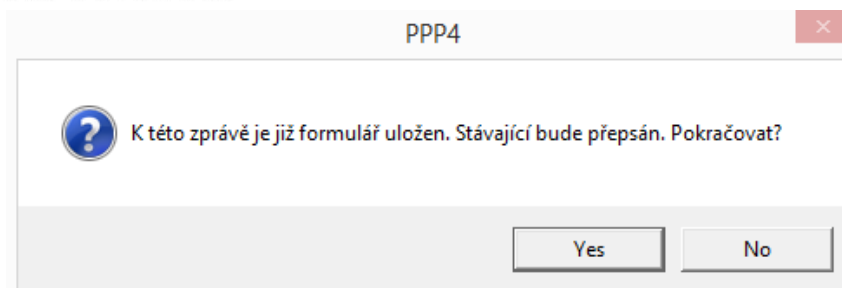 PPP4
K této zprávě je již formulář uložen. Stávající bude přepsán. Pokračovat?
Yes
No